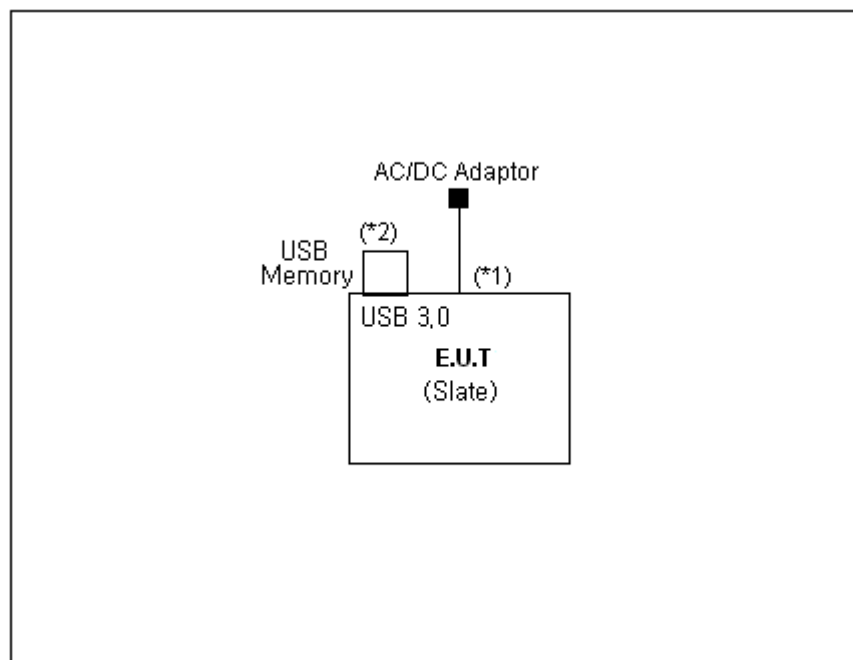 AC/DC Adaptor
(*2)
USB
Memory
(*1)
USB 3,0
E.U.T
(Slate)